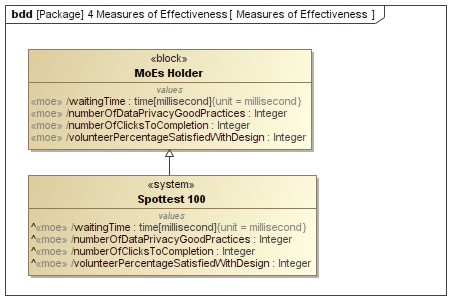 bdd [Package] 4 Measures of Effectiveness [ Measures of Effectiveness ]
«block»
MoEs Holder
values
«moe» /waitingTime : time[millisecond]{unit = millisecond}
«moe» /numberOfDataPrivacyGoodPractices : Integer
«moe» /numberOfClicksToCompletion : Integer
«moe» /volunteerPercentageSatisfiedWithDesign : Integer
«system»
Spottest 100
values
^«moe» /waitingTime : time[millisecond]{unit = millisecond}
^«moe» /numberOfDataPrivacyGoodPractices : Integer
^«moe» /numberOfClicksToCompletion : Integer
^«moe» /volunteerPercentageSatisfiedWithDesign : Integer